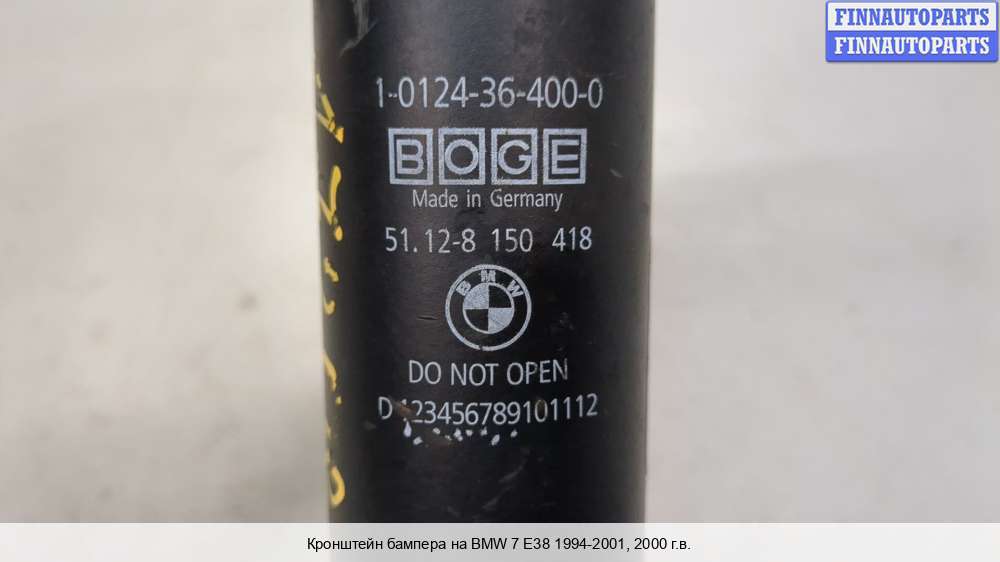 FINNAUTOPARTS
FINNAUTOPARTS
1-0124-36-400-0
BOGE
Made in Germany
51.12-8 150 418
BMW
DO NOT OPEN
D 123456789101112
Кронштейн бампера на BMW 7 E38 1994-2001, 2000 г.в.